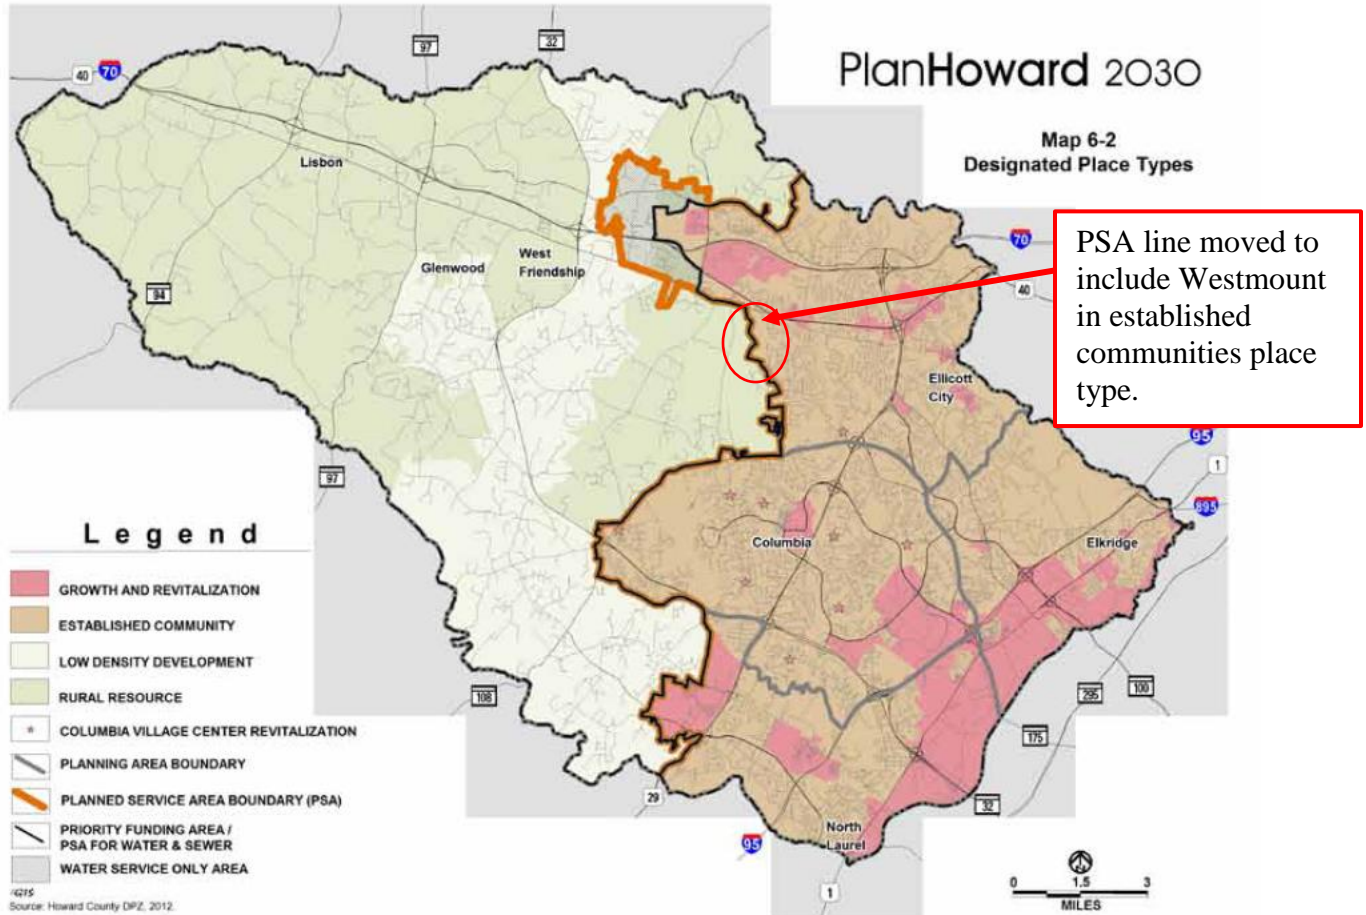 PlanHoward 2030
Map 6-2
Designated Place Types
97
32
40
70
Lisbon
Glenwood
West
Friendship
94
70
40
PSA line moved to
include Westmount
in established
communities place
type.
Ellicott
City
95
1
895
97
Columbia
Elkridge
108
295
100
175
29
32
95
North
Laurel
1
Legend
GROWTH AND REVITALIZATION
ESTABLISHED COMMUNITY
LOW DENSITY DEVELOPMENT
RURAL RESOURCE
COLUMBIA VILLAGE CENTER REVITALIZATION
PLANNING AREA BOUNDARY
PLANNED SERVICE AREA BOUNDARY (PSA)
PRIORITY FUNDING AREA /
PSA FOR WATER & SEWER
WATER SERVICE ONLY AREA
GIS
Source: Howard County DPZ, 2012.
0 1.5 3
MILES